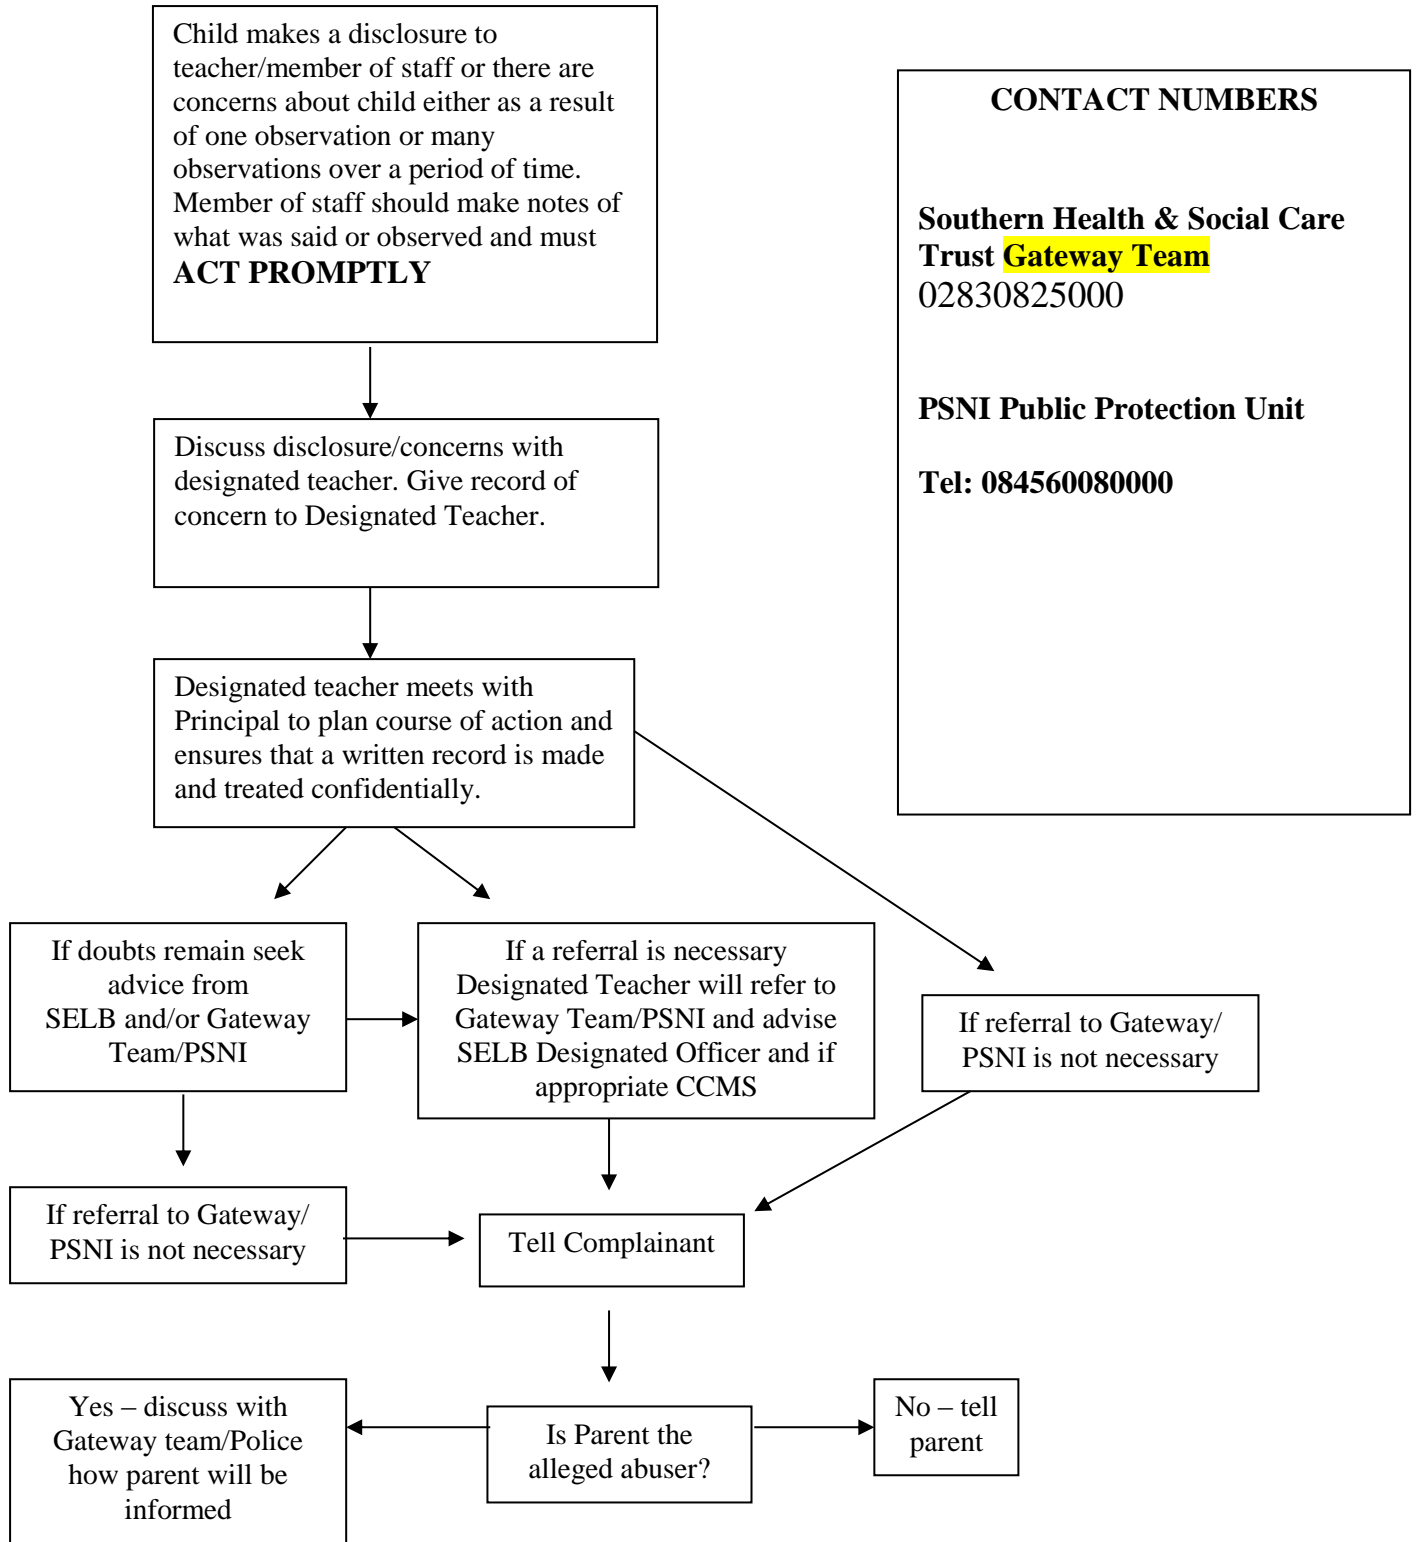 Child makes a disclosure to
teacher/member of staff or there are
concerns about child either as a result
of one observation or many
observations over a period of time.
Member of staff should make notes of
what was said or observed and must
ACT PROMPTLY
CONTACT NUMBERS
Southern Health & Social Care
Trust Gateway Team
02830825000
PSNI Public Protection Unit
Tel: 084560080000
Discuss disclosure/concerns with
designated teacher. Give record of
concern to Designated Teacher.
Designated teacher meets with
Principal to plan course of action and
ensures that a written record is made
and treated confidentially.
If doubts remain seek
advice from
SELB and/or Gateway
Team/PSNI
If a referral is necessary
Designated Teacher will refer to
Gateway Team/PSNI and advise
SELB Designated Officer and if
appropriate CCMS
If referral to Gateway/
PSNI is not necessary
If referral to Gateway/
PSNI is not necessary
Tell Complainant
Yes – discuss with
Gateway team/Police
how parent will be
informed
Is Parent the
alleged abuser?
No – tell
parent